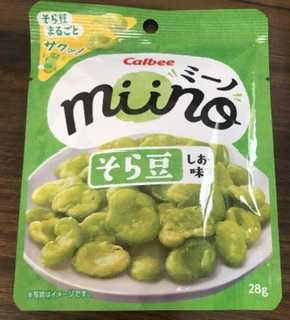 そら豆
まるごと
サクッ！
Calbee
ミーノ
miino
そら豆
しお
味
28g
※写真はイメージです。